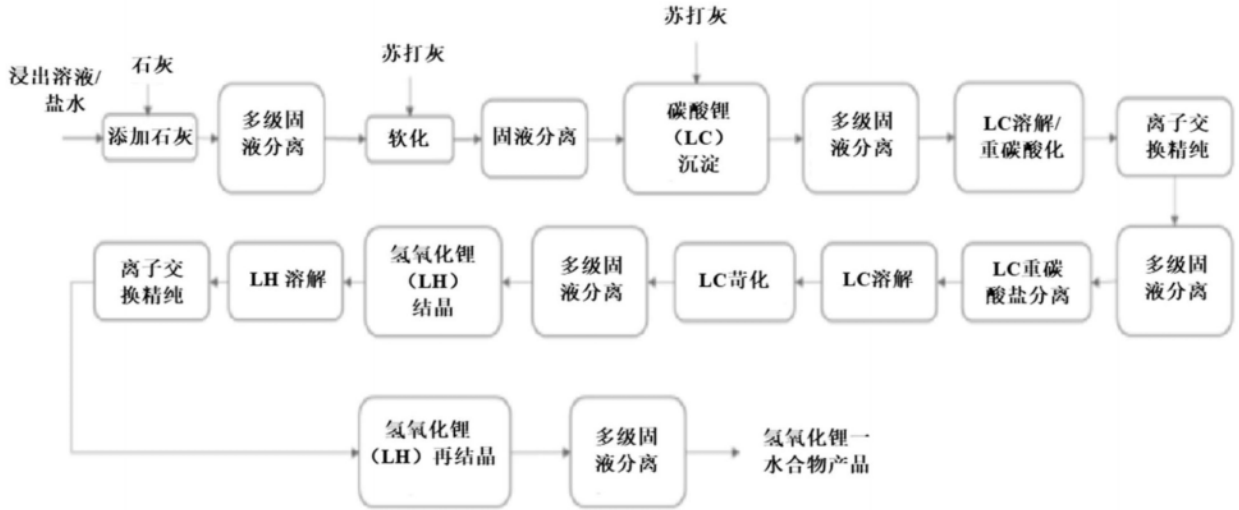 苏打灰
石灰
苏打灰
浸出溶液/
盐水
添加石灰
多级固
液分离
软化
固液分离
碳酸锂
（LC）
沉淀
多级固
液分离
LC溶解/
重碳酸化
离子交
换精纯
多级固
液分离
LC重碳
酸盐分离
LC溶解
LC苛化
多级固
液分离
氢氧化锂
（LH）
结晶
LH 溶解
离子交
换精纯
氢氧化锂
（LH）再结晶
多级固
液分离
氢氧化锂一
水合物产品